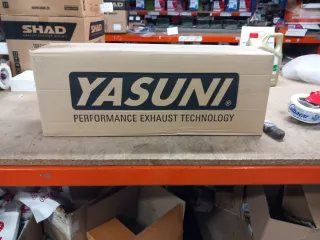 SHAD
SHAD
YASUNI®
PERFORMANCE EXHAUST TECHNOLOGY